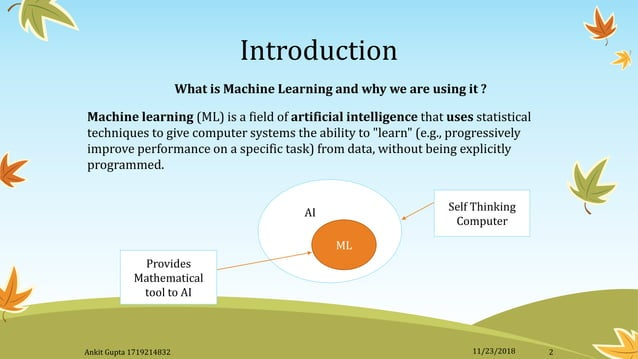 Introduction
What is Machine Learning and why we are using it ?
Machine learning (ML) is a field of artificial intelligence that uses statistical
techniques to give computer systems the ability to "learn" (e.g., progressively
improve performance on a specific task) from data, without being explicitly
programmed.
AI
Self Thinking
Computer
ML
Provides
Mathematical
tool to AI
Ankit Gupta 1719214832
11/23/2018
2